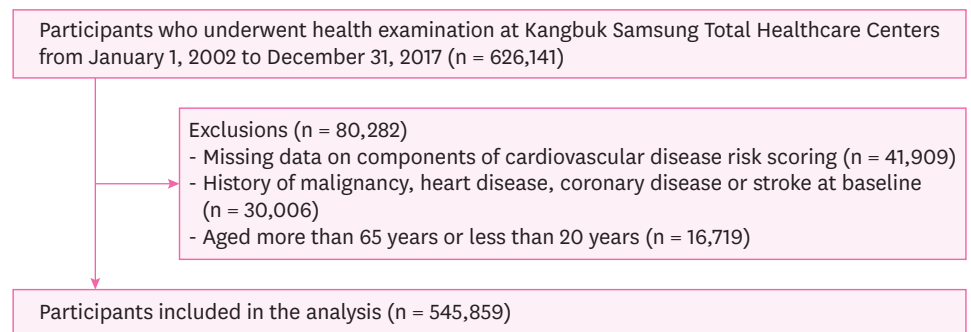 Participants who underwent health examination at Kangbuk Samsung Total Healthcare Centers
from January 1, 2002 to December 31, 2017 (n = 626,141)
Exclusions (n = 80,282)
- Missing data on components of cardiovascular disease risk scoring (n = 41,909)
- History of malignancy, heart disease, coronary disease or stroke at baseline
(n = 30,006)
- Aged more than 65 years or less than 20 years (n = 16,719)
Participants included in the analysis (n = 545,859)